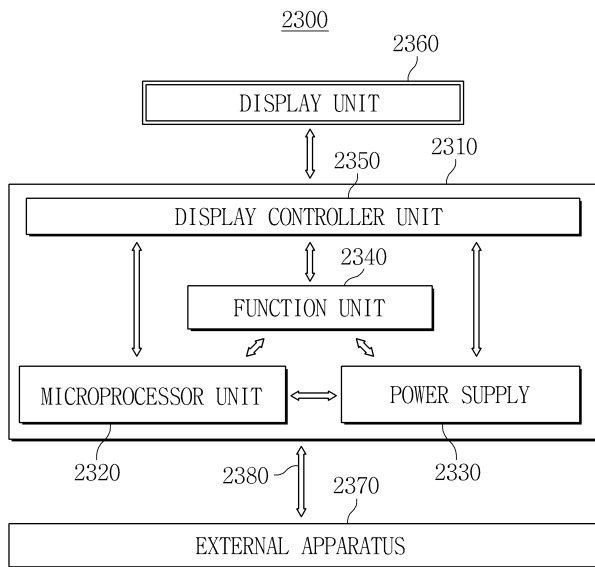 2300
2360
DISPLAY UNIT
2350
2310
DISPLAY CONTROLLER UNIT
2340
FUNCTION UNIT
MICROPROCESSOR UNIT
POWER SUPPLY
2320
2380
2330
2370
EXTERNAL APPARATUS